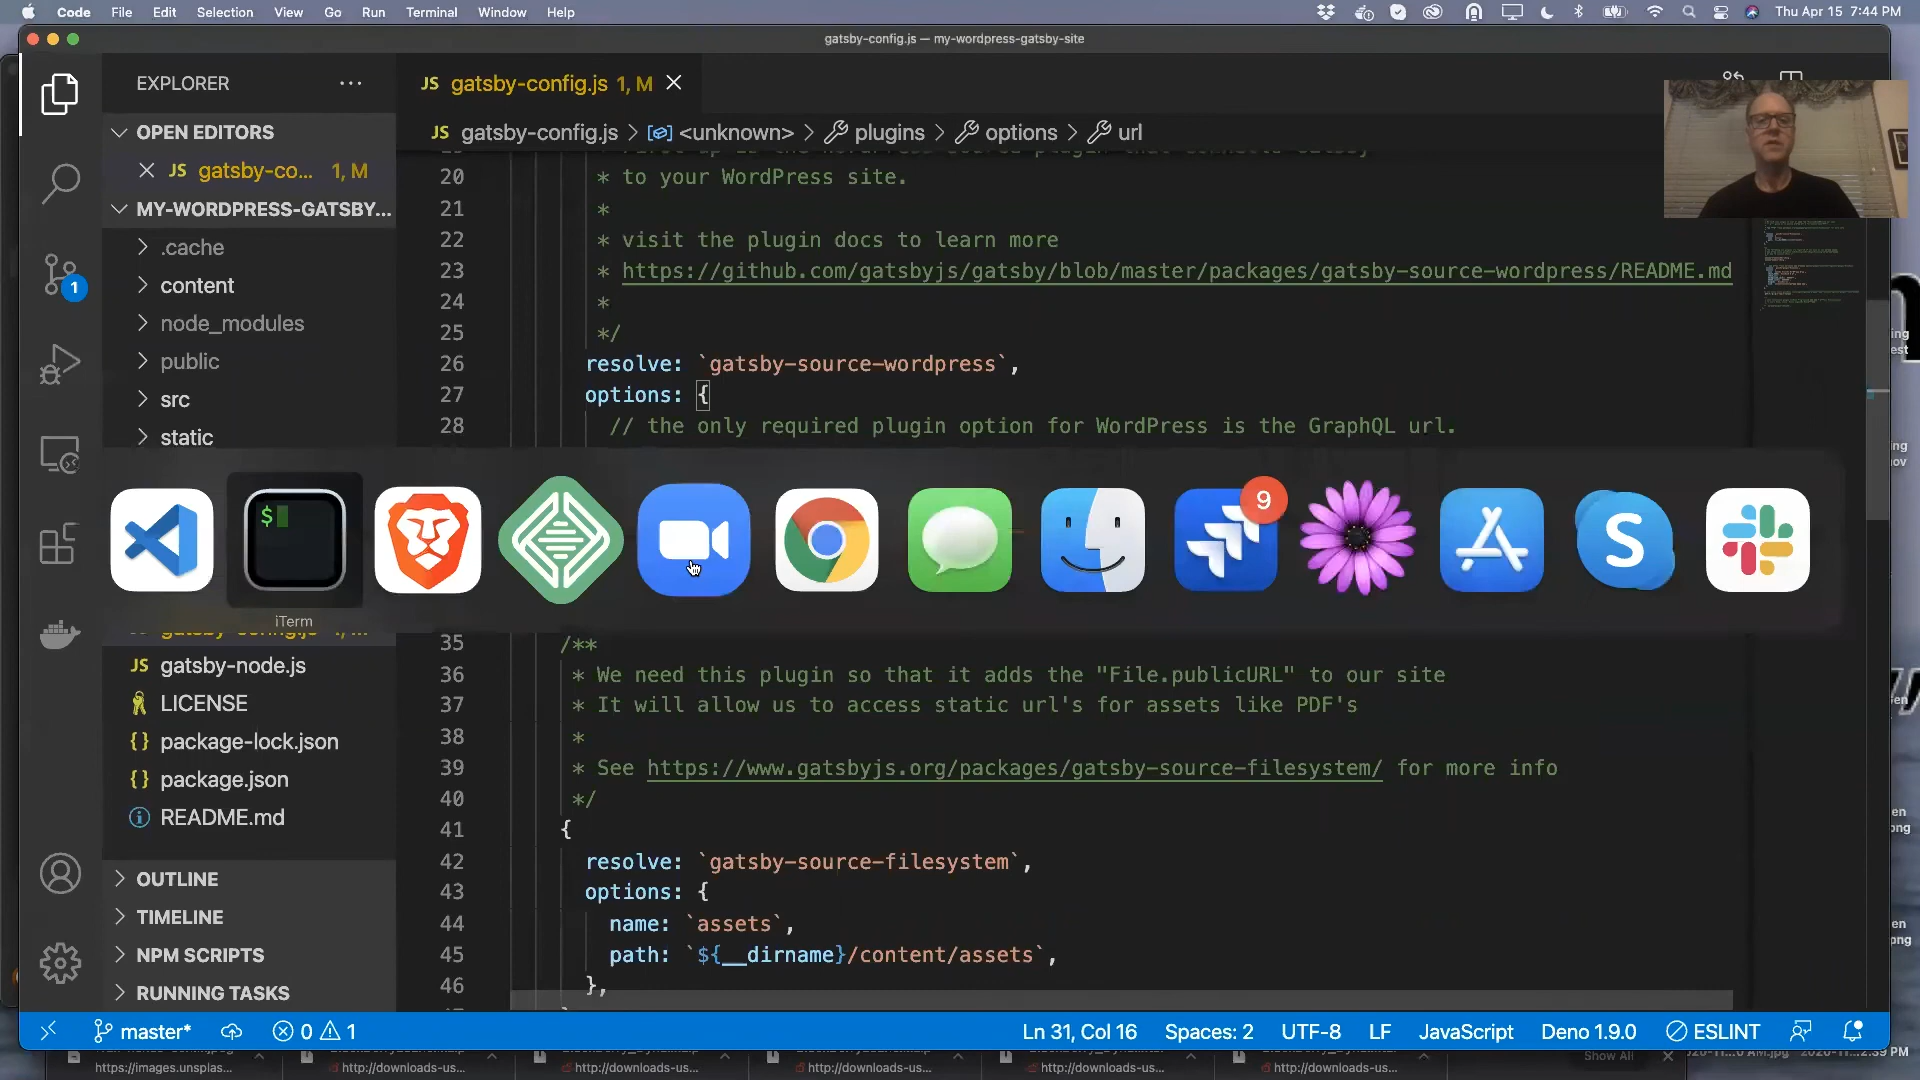 Code File Edit Selection View Go Run Terminal Window Help Thu Apr 15 7:44 PM
gatsby-config.js — my-wordpress-gatsby-site
EXPLORER
JS gatsby-config.js 1, M
OPEN EDITORS
JS gatsby-config.js > <unknown> > plugins > options > url
JS gatsby-co... 1, M
MY-WORDPRESS-GATSBY...
.cache
content
node_modules
public
src
static
20 * to your WordPress site.
21 *
22 * visit the plugin docs to learn more
23 * https://github.com/gatsbyjs/gatsby/blob/master/packages/gatsby-source-wordpress/README.md
24 *
25 */
26 resolve: `gatsby-source-wordpress`,
27 options: {
28 // the only required plugin option for WordPress is the GraphQL url.
1
$
9
S
iTerm
JS gatsby-node.js
LICENSE
{} package-lock.json
{} package.json
README.md
35 /**
36 * We need this plugin so that it adds the "File.publicURL" to our site
37 * It will allow us to access static url's for assets like PDF's
38 *
39 * See https://www.gatsbyjs.org/packages/gatsby-source-filesystem/ for more info
40 */
41 {
42 resolve: `gatsby-source-filesystem`,
43 options: {
44 name: `assets`,
45 path: `${__dirname}/content/assets`,
46 },
OUTLINE
TIMELINE
NPM SCRIPTS
RUNNING TASKS
master* 0 1 Ln 31, Col 16 Spaces: 2 UTF-8 LF JavaScript Deno 1.9.0 ESLINT
Show All
https://images.unsplas... http://downloads-us... http://downloads-us... http://downloads-us... http://downloads-us... http://downloads-us...